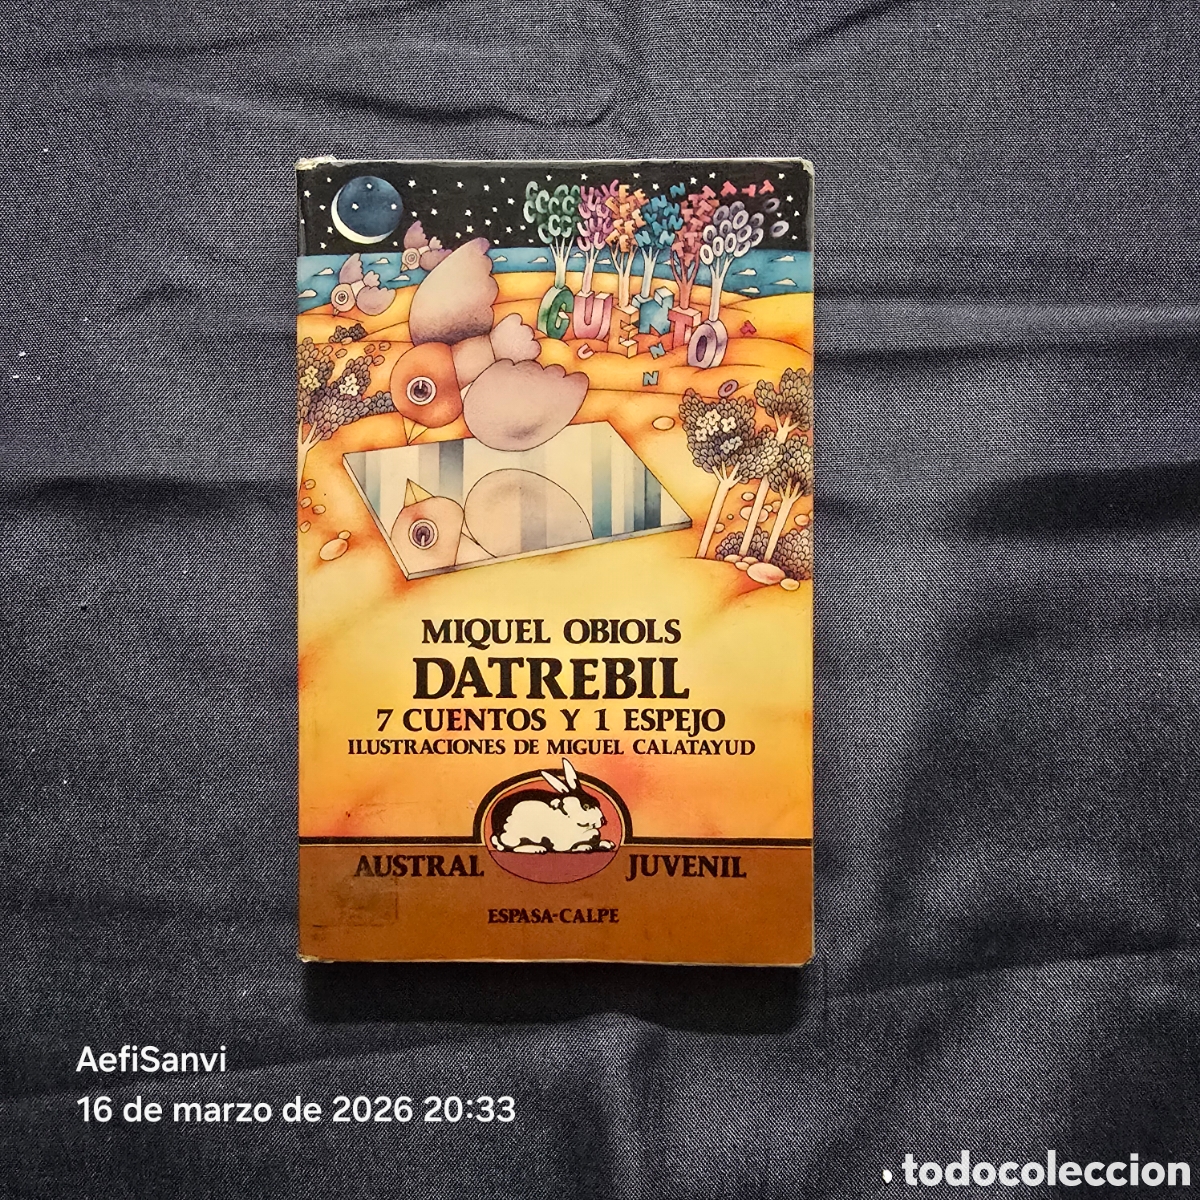 CUENTO
MIQUEL OBIOLS
DATREBIL
7 CUENTOS Y 1 ESPEJO
ILUSTRACIONES DE MIGUEL CALATAYUD
AUSTRAL JUVENIL
ESPASA-CALPE
AefiSanvi
16 de marzo de 2026 20:33
todocoleccion